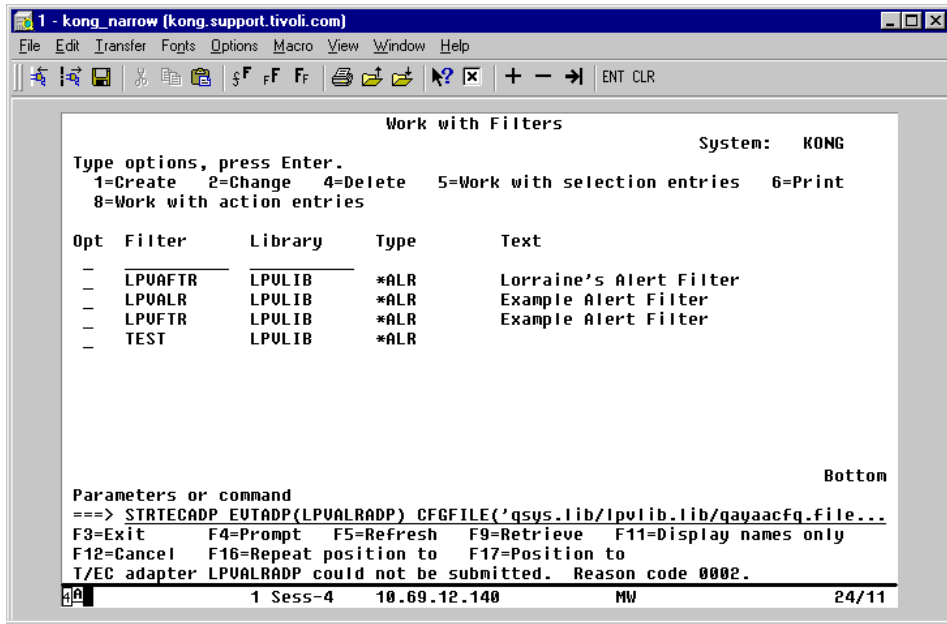 1 - kong_narrow (kong.support.tivoli.com)
File Edit Transfer Fonts Options Macro View Window Help
ENT CLR
Work with Filters
System: KONG
Type options, press Enter.
1=Create 2=Change 4=Delete 5=Work with selection entries 6=Print
8=Work with action entries
Opt Filter Library Type Text
LPVAFTR LPVLIB *ALR Lorraine's Alert Filter
LPVALR LPVLIB *ALR Example Alert Filter
LPVFTR LPVLIB *ALR Example Alert Filter
TEST LPVLIB *ALR
Bottom
Parameters or command
===> STRTECADP EVTADP(LPVALRADP) CFGFILE('qsys.lib/lpvlib.lib/qayaacfq.file...
F3=Exit F4=Prompt F5=Refresh F9=Retrieve F11=Display names only
F12=Cancel F16=Repeat position to F17=Position to
T/EC adapter LPVALRADP could not be submitted. Reason code 0002.
4A 1 Sess-4 10.69.12.140 MW 24/11